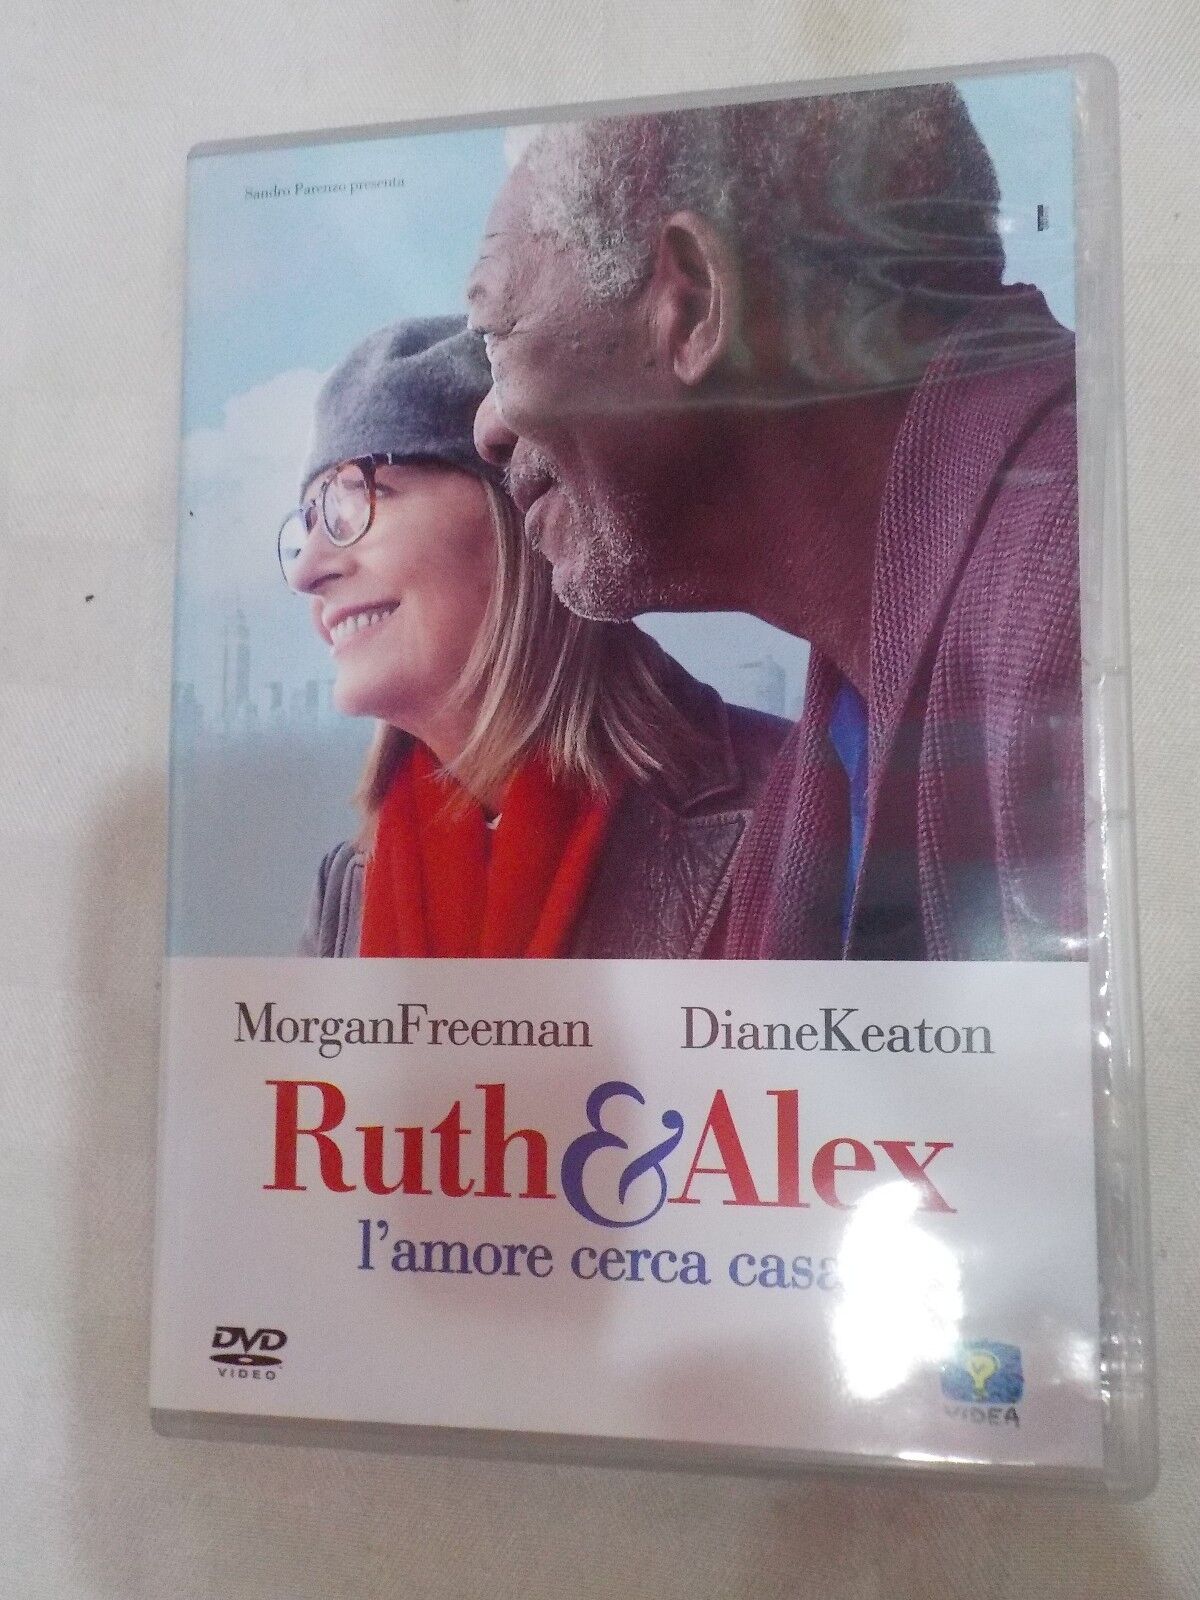 Sandro Parenzo presenta
MorganFreeman DianeKeaton
Ruth & Alex
l'amore cerca casa
DVD
VIDEO
VIDEA